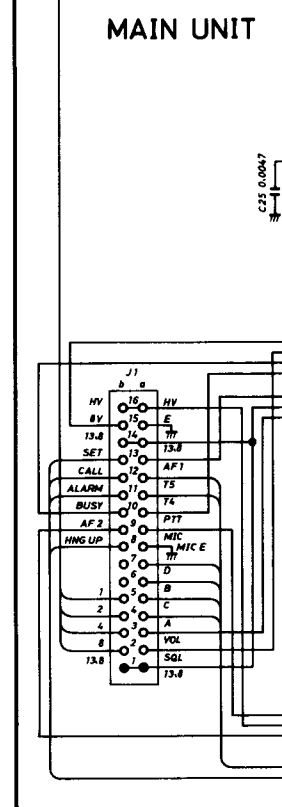 MAIN UNIT
C25 0.0047
J1
b a
HV 16 HV
8V 15 E
13.8 14
SET 13 13.8
CALL 12 AF1
ALARM 11 T5
BUSY 10 T4
AF2 9 PTT
HNG UP 8 MIC
7 MIC E
6 D
1 5 B
2 4 C
4 3 A
8 2 VOL
13.8 1 SQL
13.8